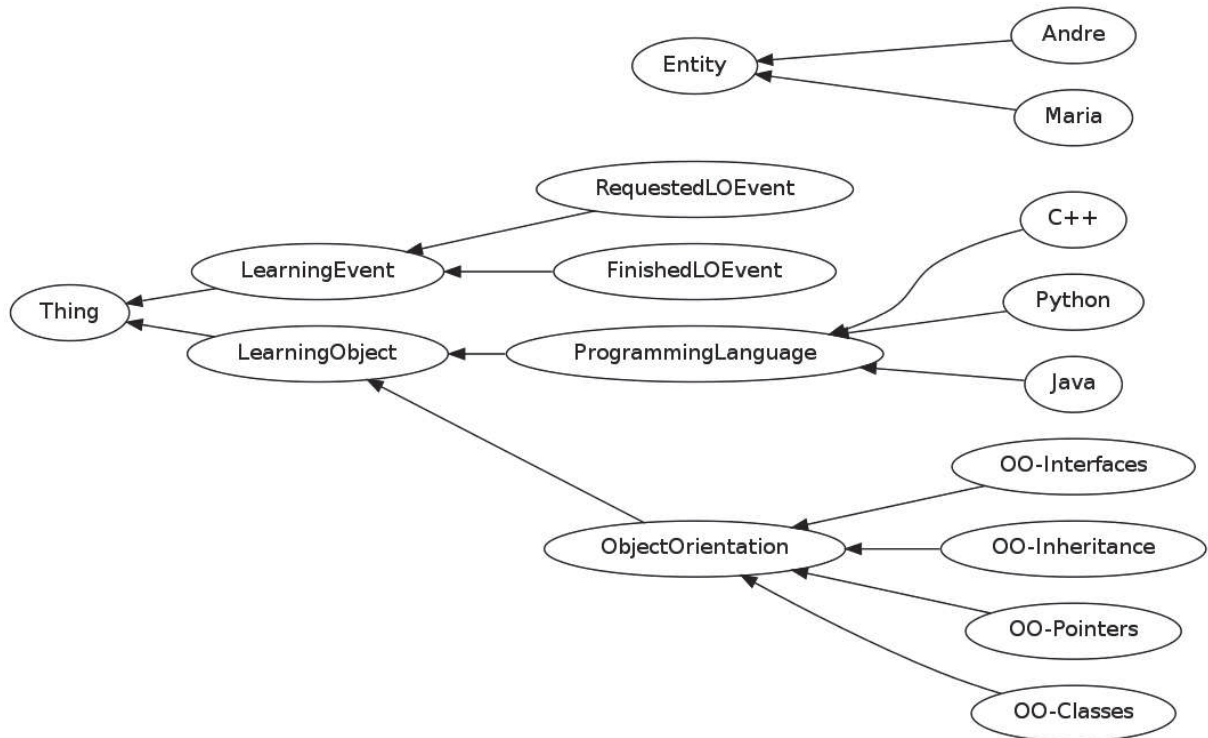 Andre
Entity
Maria
RequestedLOEvent
C++
LearningEvent
FinishedLOEvent
Python
Thing
LearningObject
ProgrammingLanguage
Java
OO-Interfaces
ObjectOrientation
OO-Inheritance
OO-Pointers
OO-Classes